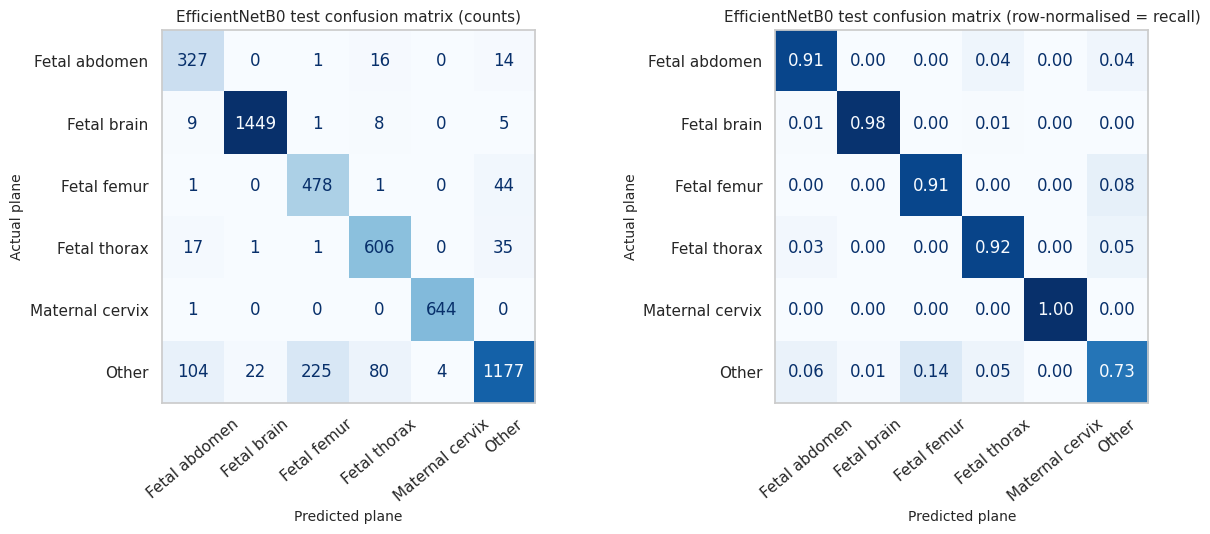 EfficientNetB0 test confusion matrix (counts)
Actual plane
Fetal abdomen 327 0 1 16 0 14
Fetal brain 9 1449 1 8 0 5
Fetal femur 1 0 478 1 0 44
Fetal thorax 17 1 1 606 0 35
Maternal cervix 1 0 0 0 644 0
Other 104 22 225 80 4 1177
Fetal abdomen Fetal brain Fetal femur Fetal thorax Maternal cervix Other
Predicted plane
EfficientNetB0 test confusion matrix (row-normalised = recall)
Actual plane
Fetal abdomen 0.91 0.00 0.00 0.04 0.00 0.04
Fetal brain 0.01 0.98 0.00 0.01 0.00 0.00
Fetal femur 0.00 0.00 0.91 0.00 0.00 0.08
Fetal thorax 0.03 0.00 0.00 0.92 0.00 0.05
Maternal cervix 0.00 0.00 0.00 0.00 1.00 0.00
Other 0.06 0.01 0.14 0.05 0.00 0.73
Fetal abdomen Fetal brain Fetal femur Fetal thorax Maternal cervix Other
Predicted plane